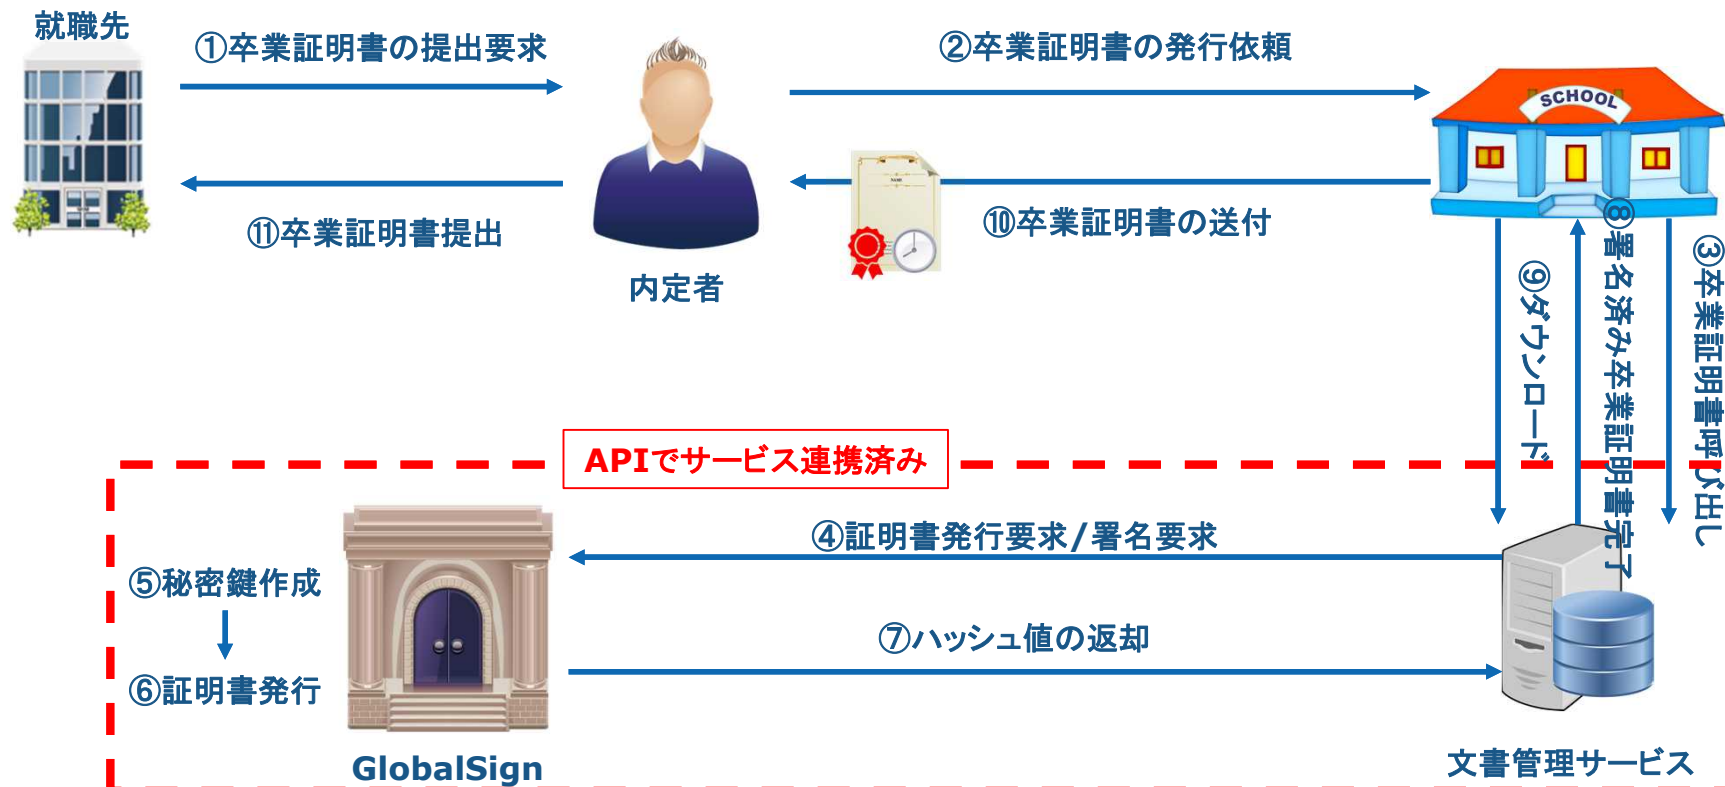 就職先
①卒業証明書の提出要求
②卒業証明書の発行依頼
SCHOOL
NAME
⑪卒業証明書提出
⑩卒業証明書の送付
内定者
⑨ダウンロード
⑧署名済み卒業証明書完了
③卒業証明書呼び出し
APIでサービス連携済み
④証明書発行要求/署名要求
⑤秘密鍵作成
⑦ハッシュ値の返却
⑥証明書発行
GlobalSign
文書管理サービス